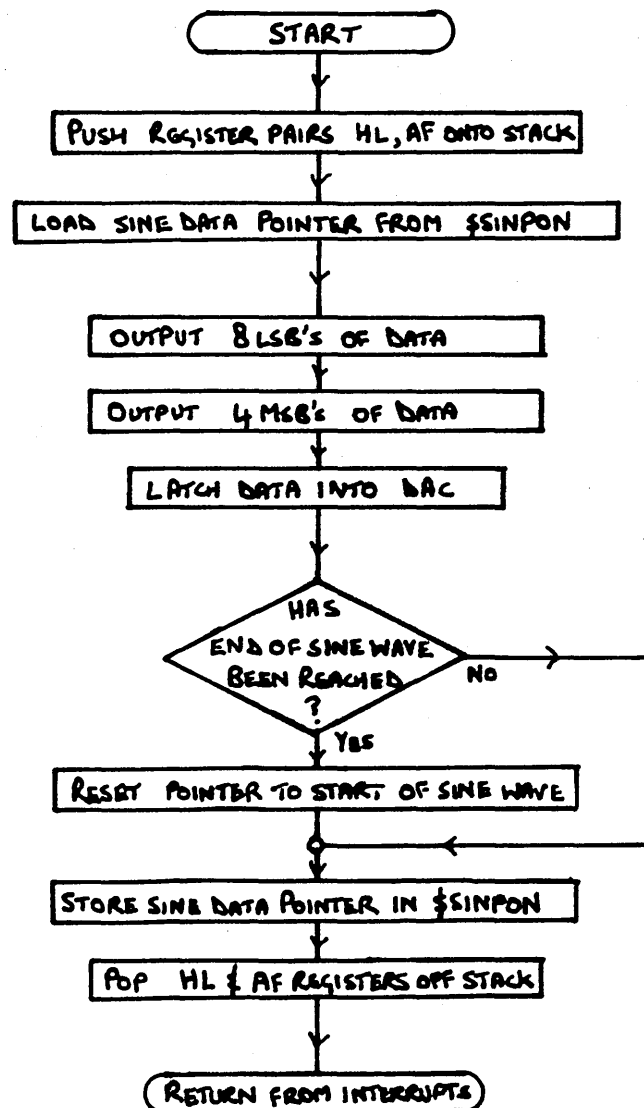 START
PUSH REGISTER PAIRS HL, AF ONTO STACK
LOAD SINE DATA POINTER FROM $SINPON
OUTPUT 8 LSB'S OF DATA
OUTPUT 4 MSB'S OF DATA
LATCH DATA INTO DAC
HAS
END OF SINE WAVE
BEEN REACHED
?
NO
YES
RESET POINTER TO START OF SINE WAVE
STORE SINE DATA POINTER IN $SINPON
POP HL & AF REGISTERS OFF STACK
RETURN FROM INTERRUPTS